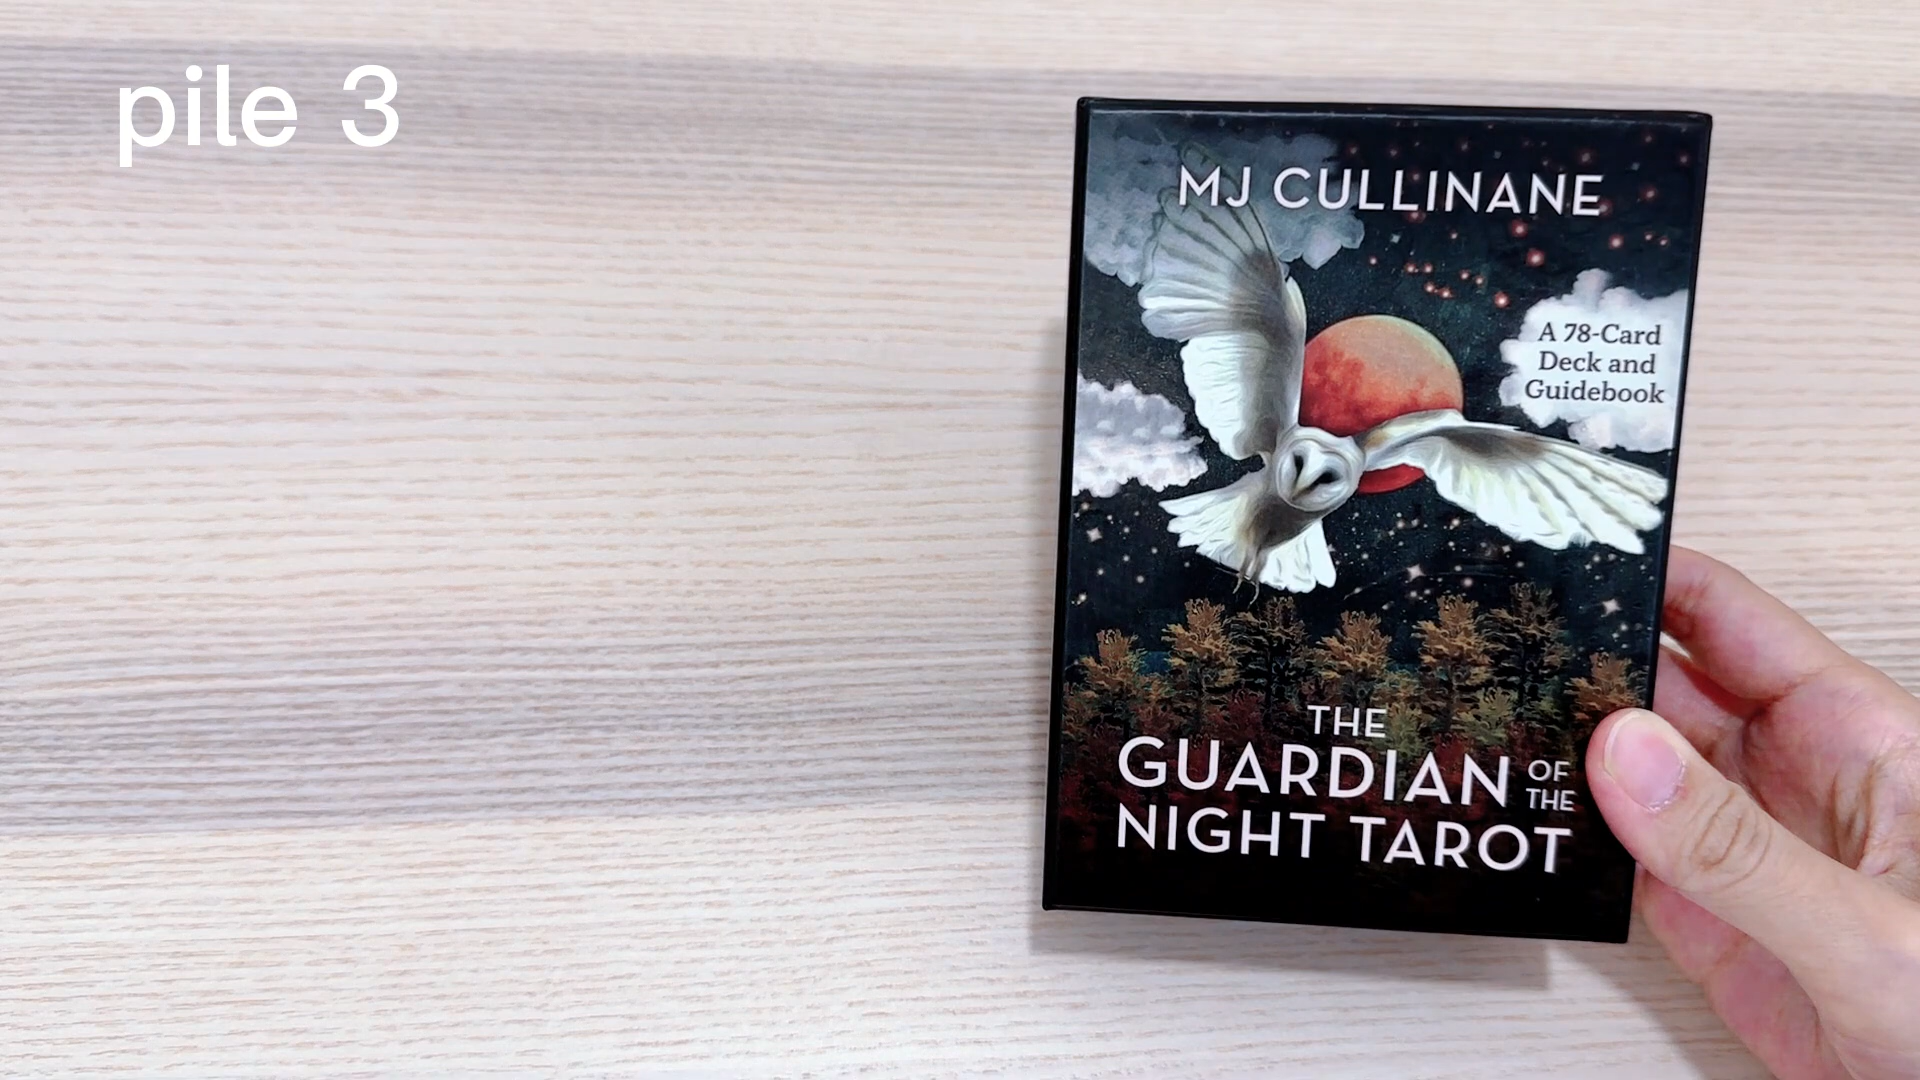 pile 3
MJ CULLINANE
A 78-Card
Deck and
Guidebook
THE
GUARDIAN OF THE
NIGHT TAROT